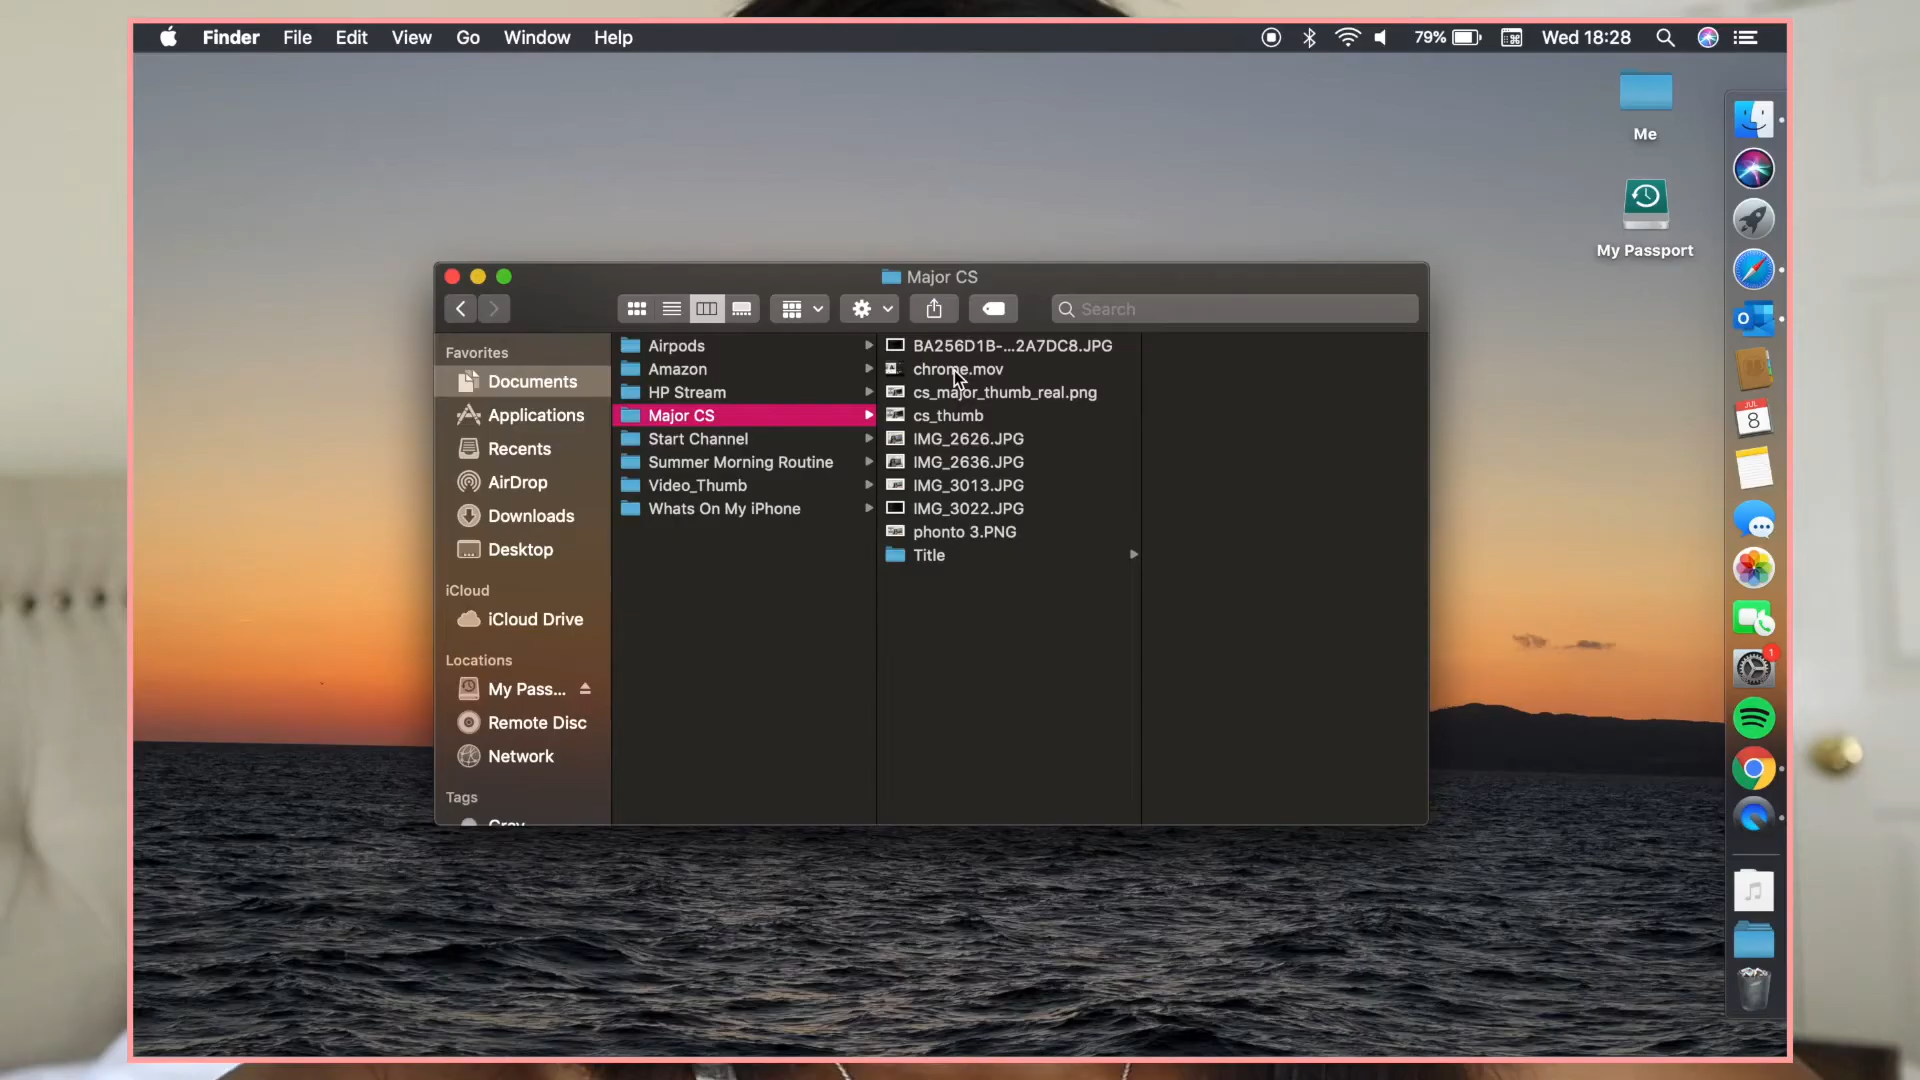 Finder File Edit View Go Window Help 79% Wed 18:28
Me
My Passport
Major CS
Search
Favorites
Documents
Applications
Recents
AirDrop
Downloads
Desktop
iCloud
iCloud Drive
Locations
My Pass...
Remote Disc
Network
Tags
Gray
Airpods
Amazon
HP Stream
Major CS
Start Channel
Summer Morning Routine
Video_Thumb
Whats On My iPhone
BA256D1B-...2A7DC8.JPG
chrome.mov
cs_major_thumb_real.png
cs_thumb
IMG_2626.JPG
IMG_2636.JPG
IMG_3013.JPG
IMG_3022.JPG
phonto 3.PNG
Title
JUL
8
1